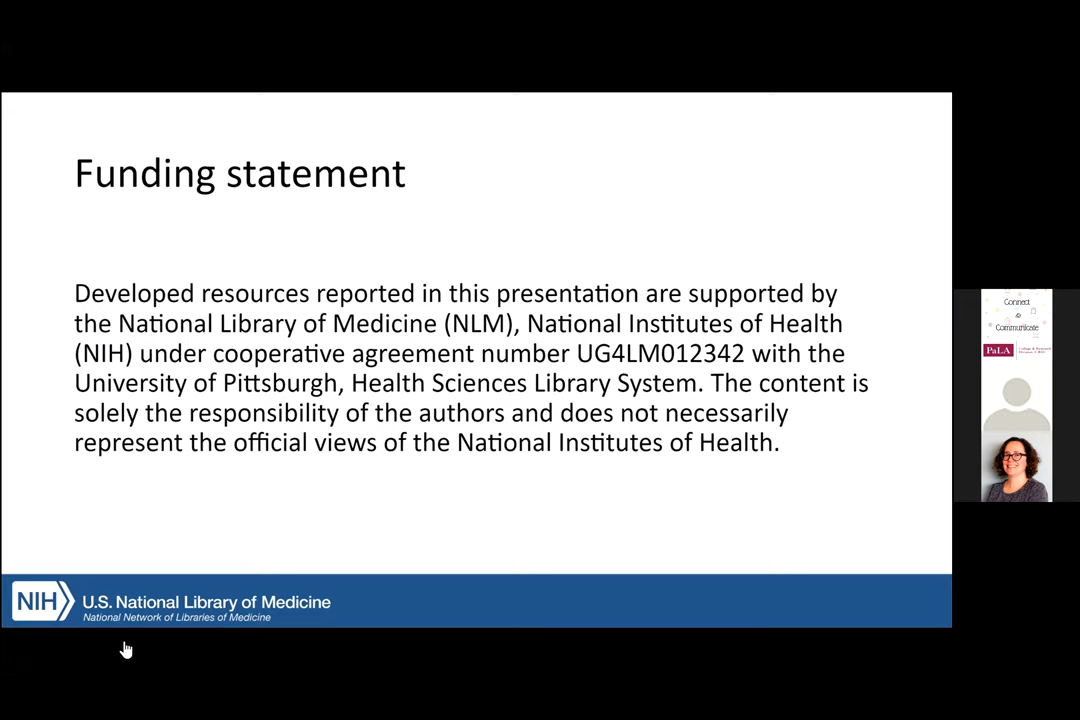 Funding statement
Developed resources reported in this presentation are supported by
the National Library of Medicine (NLM), National Institutes of Health
(NIH) under cooperative agreement number UG4LM012342 with the
University of Pittsburgh, Health Sciences Library System. The content is
solely the responsibility of the authors and does not necessarily
represent the official views of the National Institutes of Health.
NIH U.S. National Library of Medicine
National Network of Libraries of Medicine
Connect
Communicate
PaLA
College & Research